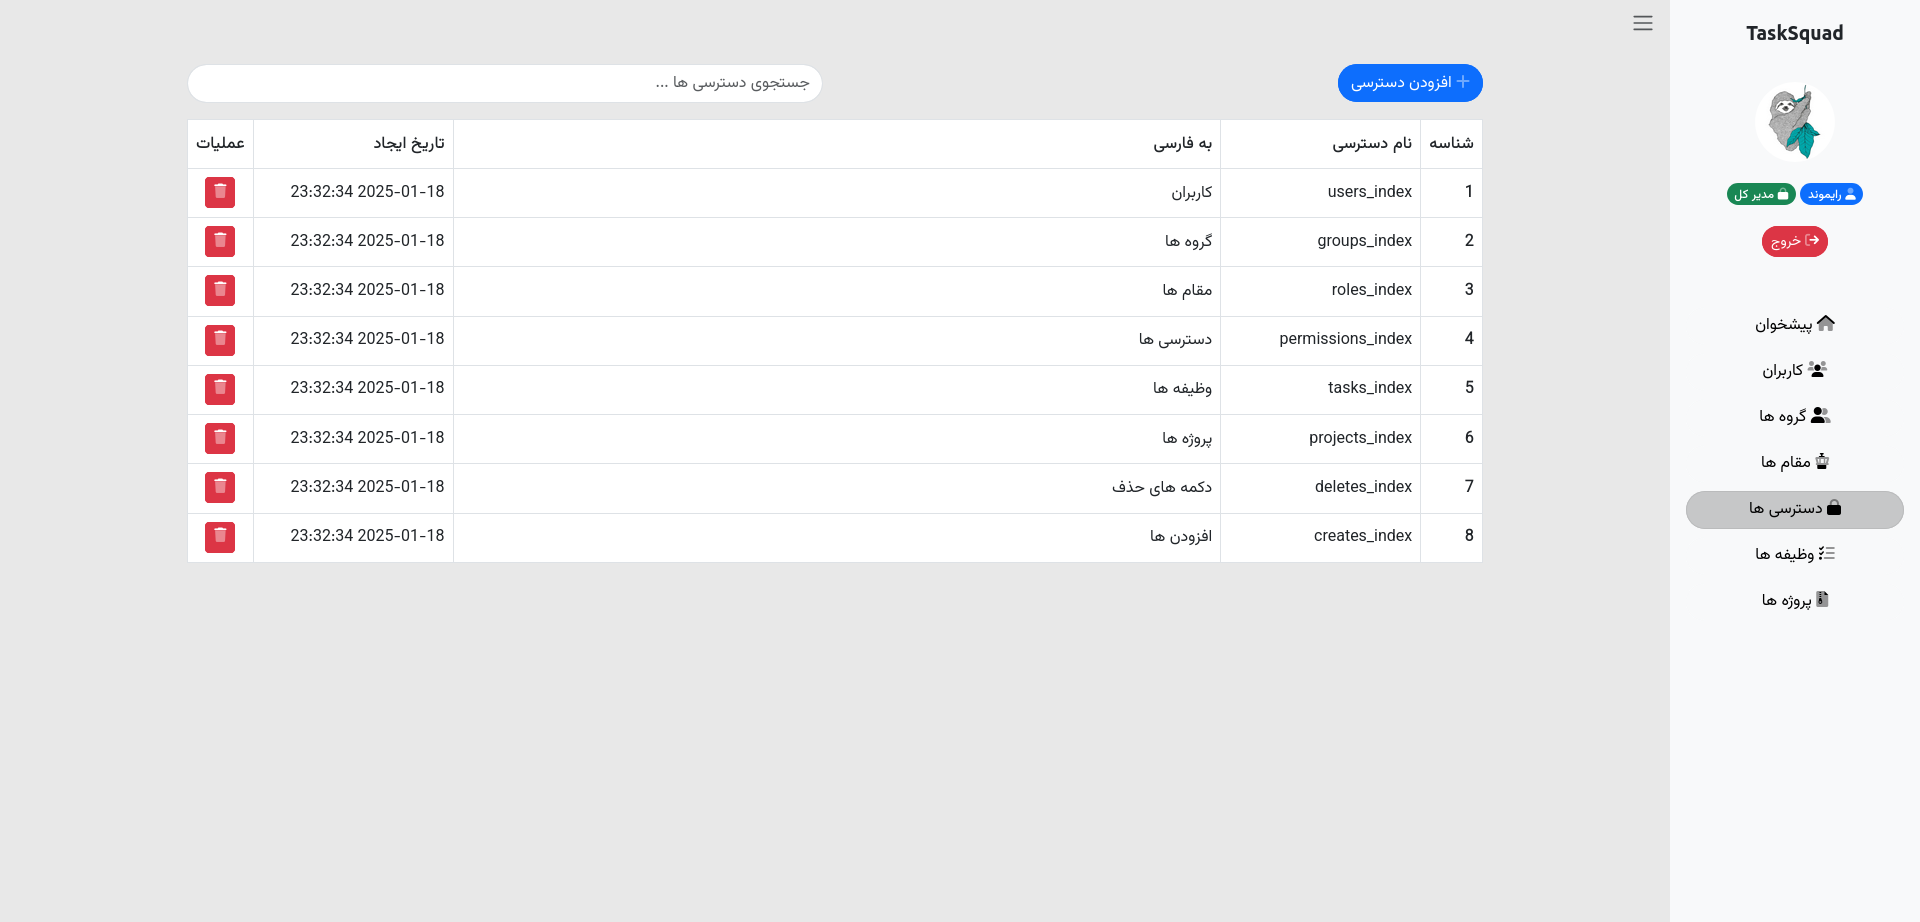 TaskSquad
رایموند
مدیر کل
خروج
پیشخوان
کاربران
گروه ها
مقام ها
دسترسی ها
وظیفه ها
پروژه ها
افزودن دسترسی
جستجوی دسترسی ها ...
شناسه نام دسترسی به فارسی تاریخ ایجاد عملیات
1 users_index کاربران 2025-01-18 23:32:34
2 groups_index گروه ها 2025-01-18 23:32:34
3 roles_index مقام ها 2025-01-18 23:32:34
4 permissions_index دسترسی ها 2025-01-18 23:32:34
5 tasks_index وظیفه ها 2025-01-18 23:32:34
6 projects_index پروژه ها 2025-01-18 23:32:34
7 deletes_index دکمه های حذف 2025-01-18 23:32:34
8 creates_index افزودن ها 2025-01-18 23:32:34